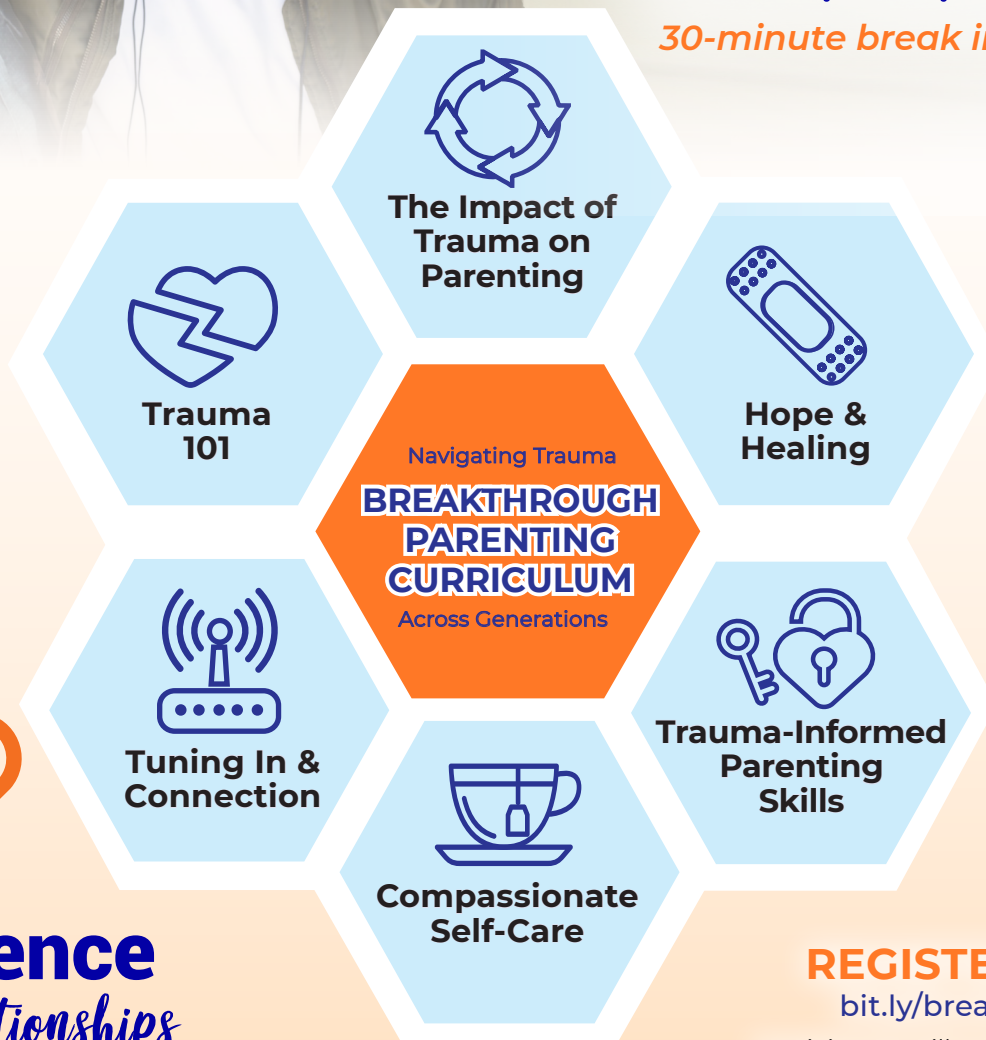 30-minute break
The Impact of
Trauma on
Parenting
Trauma
101
Hope &
Healing
Navigating Trauma
BREAKTHROUGH
PARENTING
CURRICULUM
Across Generations
Tuning In &
Connection
Trauma-Informed
Parenting
Skills
Compassionate
Self-Care
ence
tionships
REGISTE
bit.ly/brea